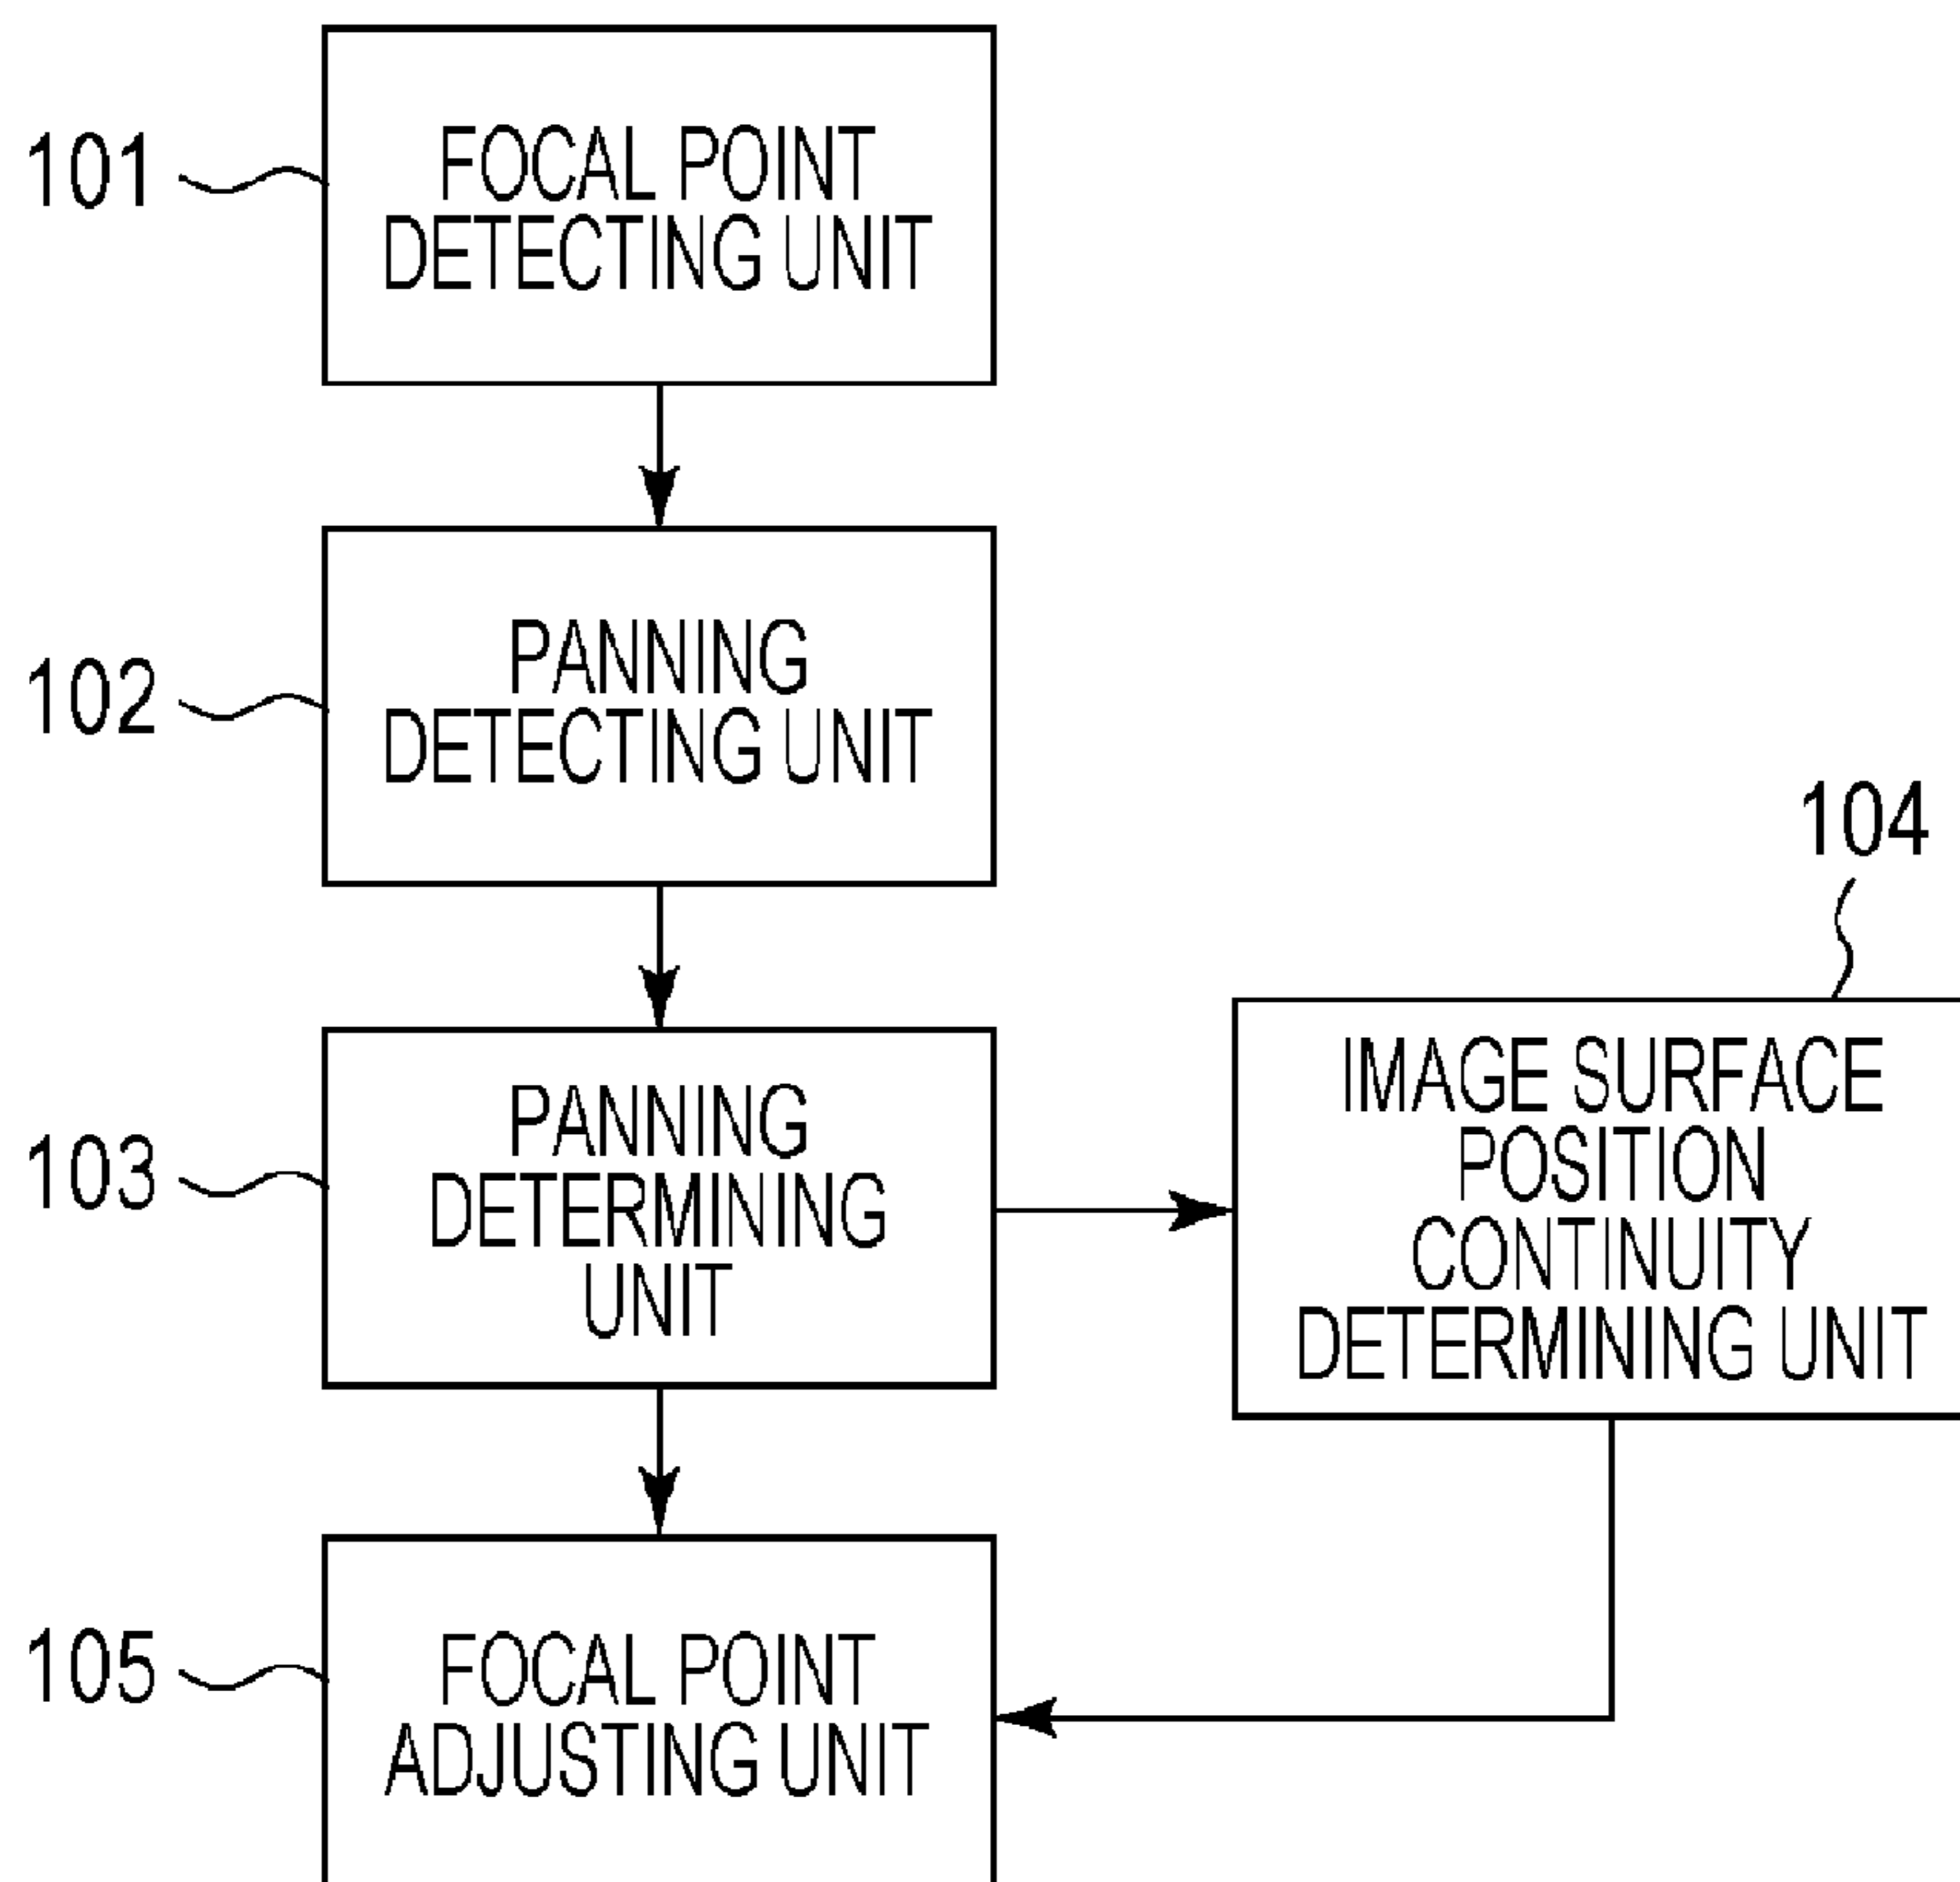 101
FOCAL POINT
DETECTING UNIT
102
PANNING
DETECTING UNIT
103
PANNING
DETERMINING
UNIT
104
IMAGE SURFACE
POSITION
CONTINUITY
DETERMINING UNIT
105
FOCAL POINT
ADJUSTING UNIT